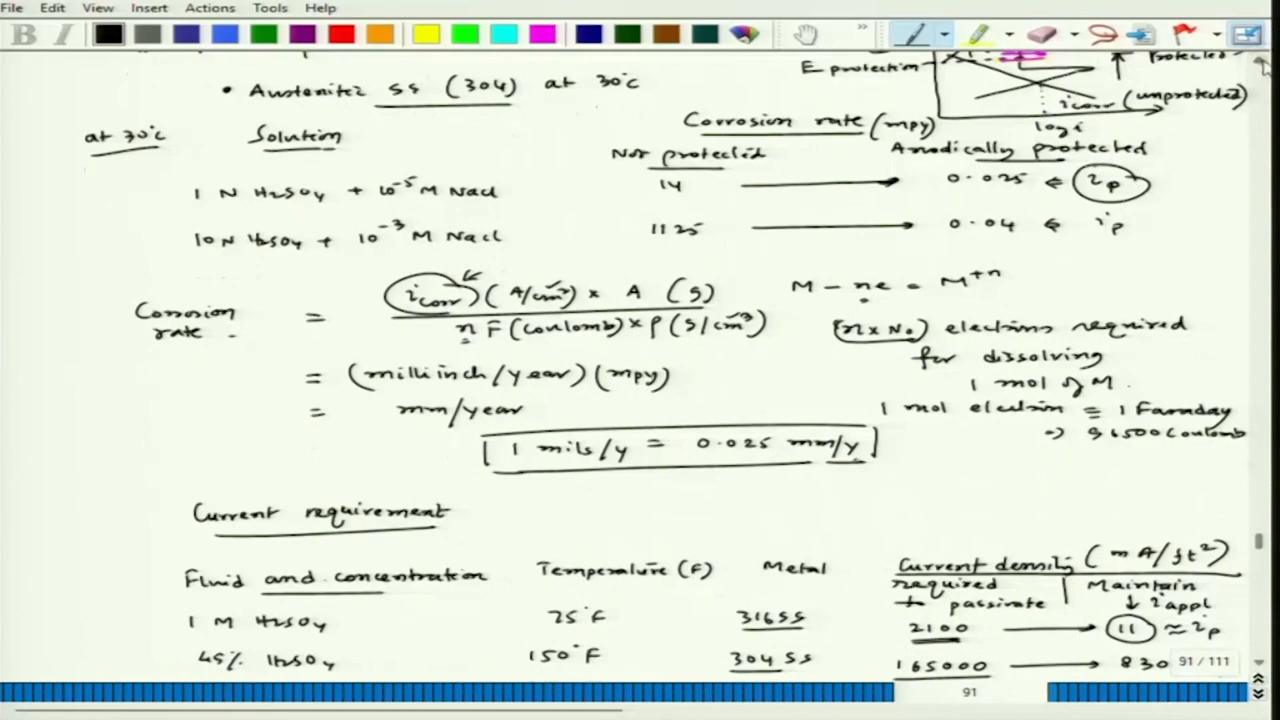 File Edit View Insert Actions Tools Help
B I
E protection
Protected
icorr (unprotected)
log i
• Austenitic SS (304) at 30°C
at 30°C Solution Corrosion rate (mpy)
Not protected Anodically protected
1 N H2SO4 + 10^-5 M NaCl 14 0.025 ← ip
10 N H2SO4 + 10^-3 M NaCl 1125 0.04 ← ip
Corrosion rate = icorr (A/cm²) × A (g) / n F (Coulomb) × ρ (g/cm³)
M - ne = M^+n
(n × N₀) electrons required
for dissolving
1 mol of M.
= (milli inch/year) (mpy)
= mm/year
1 mol electron ≡ 1 Faraday
⇒ 96500 Coulomb
1 mils/y = 0.025 mm/y
Current requirement
Fluid and concentration Temperature (F) Metal Current density (mA/ft²)
required to passivate | Maintain ↓ iappl
1 M H2SO4 75°F 316 SS 2100 → 11 ≈ ip
45% H2SO4 150°F 304 SS 165000 → 830
91 / 111
91